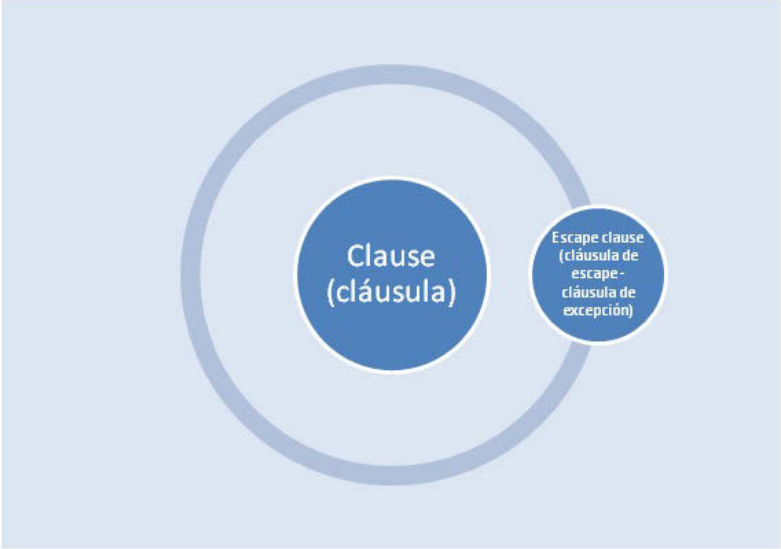 Clause
(cláusula)
Escape clause
(cláusula de
escape-
cláusula de
excepción)